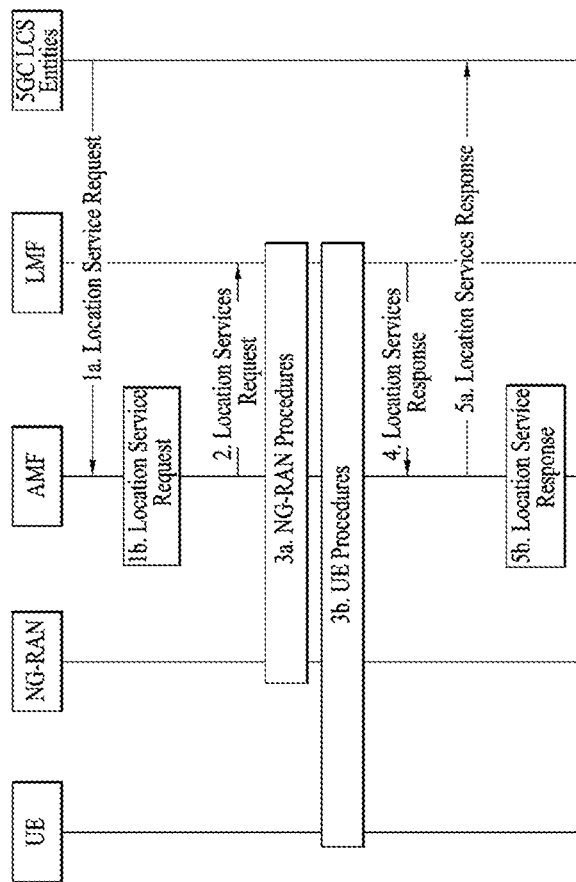 UE
NG-RAN
AMF
LMF
5GC LCS
Entities
1a. Location Service Request
1b. Location Service
Request
2. Location Services
Request
3a. NG-RAN Procedures
3b. UE Procedures
4. Location Services
Response
5a. Location Services Response
5b. Location Service
Response